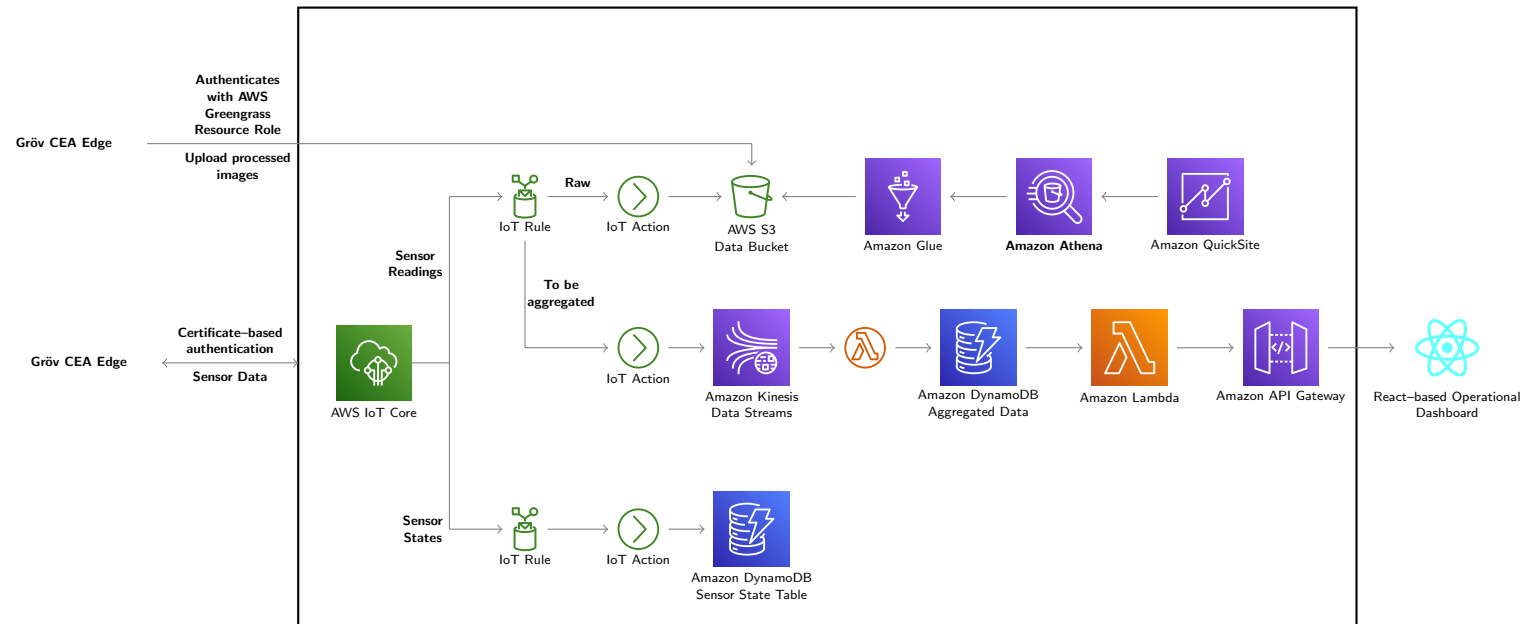 Authenticates
with AWS
Greengrass
Resource Role
Gröv CEA Edge
Upload processed
images
Raw
IoT Rule
IoT Action
AWS S3
Data Bucket
Amazon Glue
Amazon Athena
Amazon QuickSite
Sensor
Readings
To be
aggregated
Certificate–based
authentication
Gröv CEA Edge
Sensor Data
AWS IoT Core
IoT Action
Amazon Kinesis
Data Streams
Amazon DynamoDB
Aggregated Data
Amazon Lambda
Amazon API Gateway
React–based Operational
Dashboard
Sensor
States
IoT Rule
IoT Action
Amazon DynamoDB
Sensor State Table